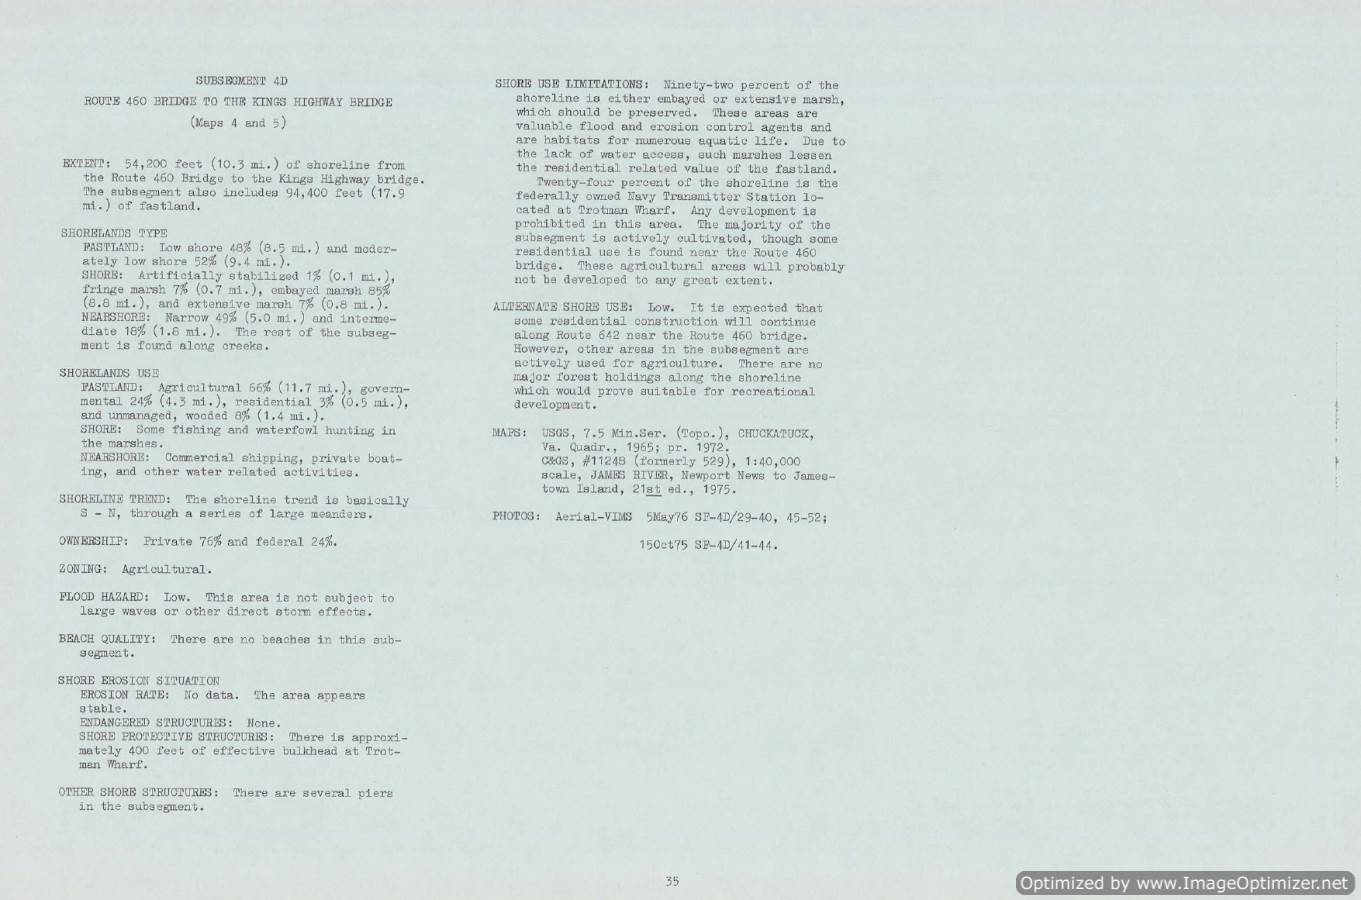 SUBSEGMENT 4D
ROUTE 460 BRIDGE TO THE KINGS HIGHWAY BRIDGE
(Maps 4 and 5)
EXTENT: 54,200 feet (10.3 mi.) of shoreline from
the Route 460 Bridge to the Kings Highway bridge.
The subsegment also includes 94,400 feet (17.9
mi.) of fastland.
SHORELANDS TYPE
FASTLAND: Low shore 48% (8.5 mi.) and moder-
ately low shore 52% (9.4 mi.).
SHORE: Artificially stabilized 1% (0.1 mi.),
fringe marsh 7% (0.7 mi.), embayed marsh 85%
(8.8 mi.), and extensive marsh 7% (0.8 mi.).
NEARSHORE: Narrow 49% (5.0 mi.) and interme-
diate 18% (1.8 mi.). The rest of the subseg-
ment is found along creeks.
SHORELANDS USE
FASTLAND: Agricultural 66% (11.7 mi.), govern-
mental 24% (4.3 mi.), residential 3% (0.5 mi.),
and unmanaged, wooded 8% (1.4 mi.).
SHORE: Some fishing and waterfowl hunting in
the marshes.
NEARSHORE: Commercial shipping, private boat-
ing, and other water related activities.
SHORELINE TREND: The shoreline trend is basically
S - N, through a series of large meanders.
OWNERSHIP: Private 76% and federal 24%.
ZONING: Agricultural.
FLOOD HAZARD: Low. This area is not subject to
large waves or other direct storm effects.
BEACH QUALITY: There are no beaches in this sub-
segment.
SHORE EROSION SITUATION
EROSION RATE: No data. The area appears
stable.
ENDANGERED STRUCTURES: None.
SHORE PROTECTIVE STRUCTURES: There is approxi-
mately 400 feet of effective bulkhead at Trot-
man Wharf.
OTHER SHORE STRUCTURES: There are several piers
in the subsegment.
SHORE USE LIMITATIONS: Ninety-two percent of the
shoreline is either embayed or extensive marsh,
which should be preserved. These areas are
valuable flood and erosion control agents and
are habitats for numerous aquatic life. Due to
the lack of water access, such marshes lessen
the residential related value of the fastland.
Twenty-four percent of the shoreline is the
federally owned Navy Transmitter Station lo-
cated at Trotman Wharf. Any development is
prohibited in this area. The majority of the
subsegment is actively cultivated, though some
residential use is found near the Route 460
bridge. These agricultural areas will probably
not be developed to any great extent.
ALTERNATE SHORE USE: Low. It is expected that
some residential construction will continue
along Route 642 near the Route 460 bridge.
However, other areas in the subsegment are
actively used for agriculture. There are no
major forest holdings along the shoreline
which would prove suitable for recreational
development.
MAPS: USGS, 7.5 Min.Ser. (Topo.), CHUCKATUCK,
Va. Quadr., 1965; pr. 1972.
C&GS, #11248 (formerly 529), 1:40,000
scale, JAMES RIVER, Newport News to James-
town Island, 21st ed., 1975.
PHOTOS: Aerial-VIMS 5May76 SF-4D/29-40, 45-52;
15Oct75 SF-4D/41-44.
35
Optimized by www.ImageOptimizer.net